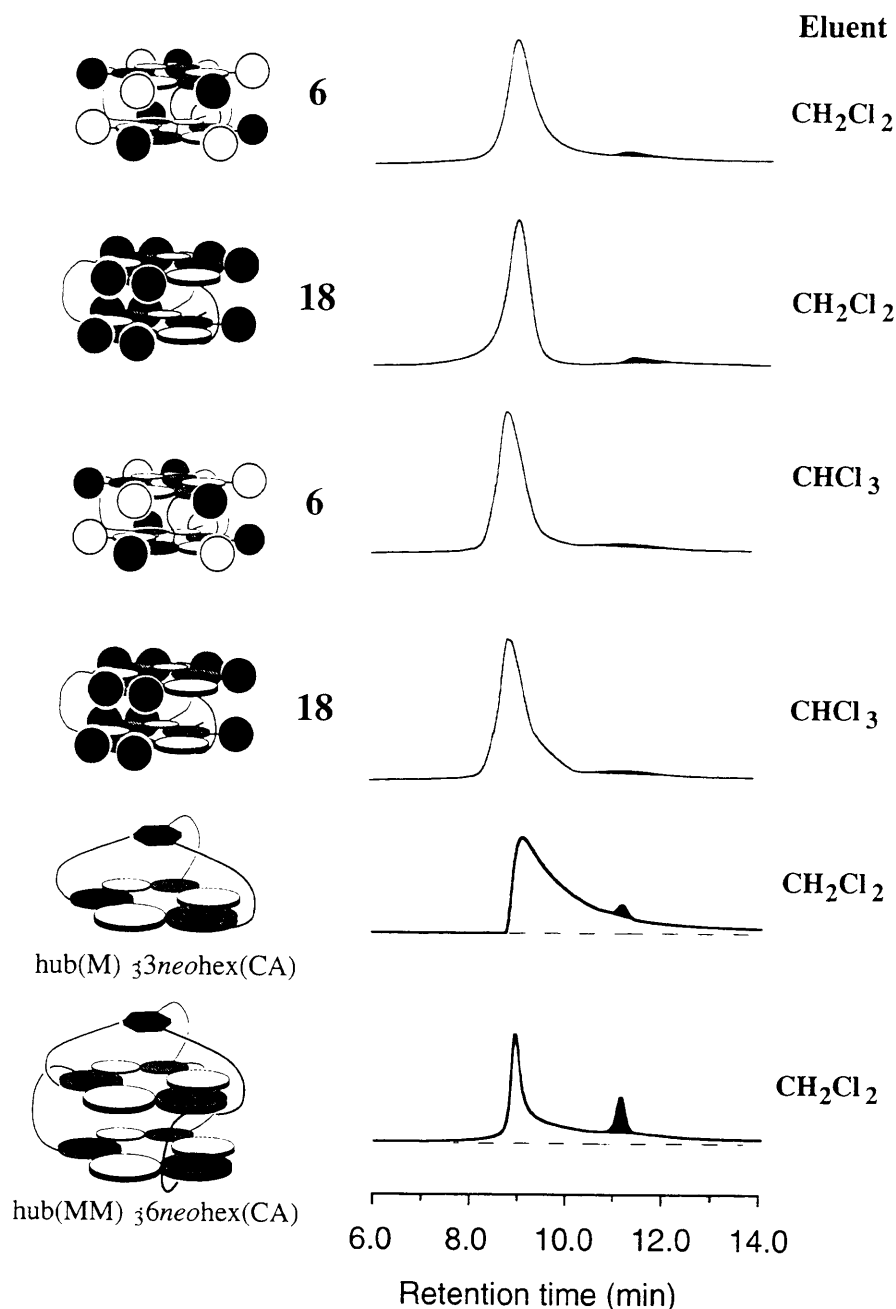 Eluent
6
CH2Cl2
18
CH2Cl2
6
CHCl3
18
CHCl3
CH2Cl2
hub(M) 33neohex(CA)
CH2Cl2
hub(MM) 36neohex(CA)
6.0 8.0 10.0 12.0 14.0
Retention time (min)